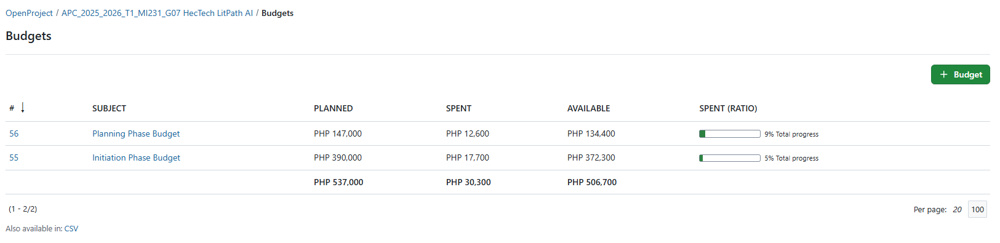 OpenProject / APC_2025_2026_T1_MI231_G07 HecTech LitPath AI / Budgets
Budgets
+ Budget
# ↓ SUBJECT PLANNED SPENT AVAILABLE SPENT (RATIO)
56 Planning Phase Budget PHP 147,000 PHP 12,600 PHP 134,400 9% Total progress
55 Initiation Phase Budget PHP 390,000 PHP 17,700 PHP 372,300 5% Total progress
PHP 537,000 PHP 30,300 PHP 506,700
(1 - 2/2) Per page: 20 100
Also available in: CSV